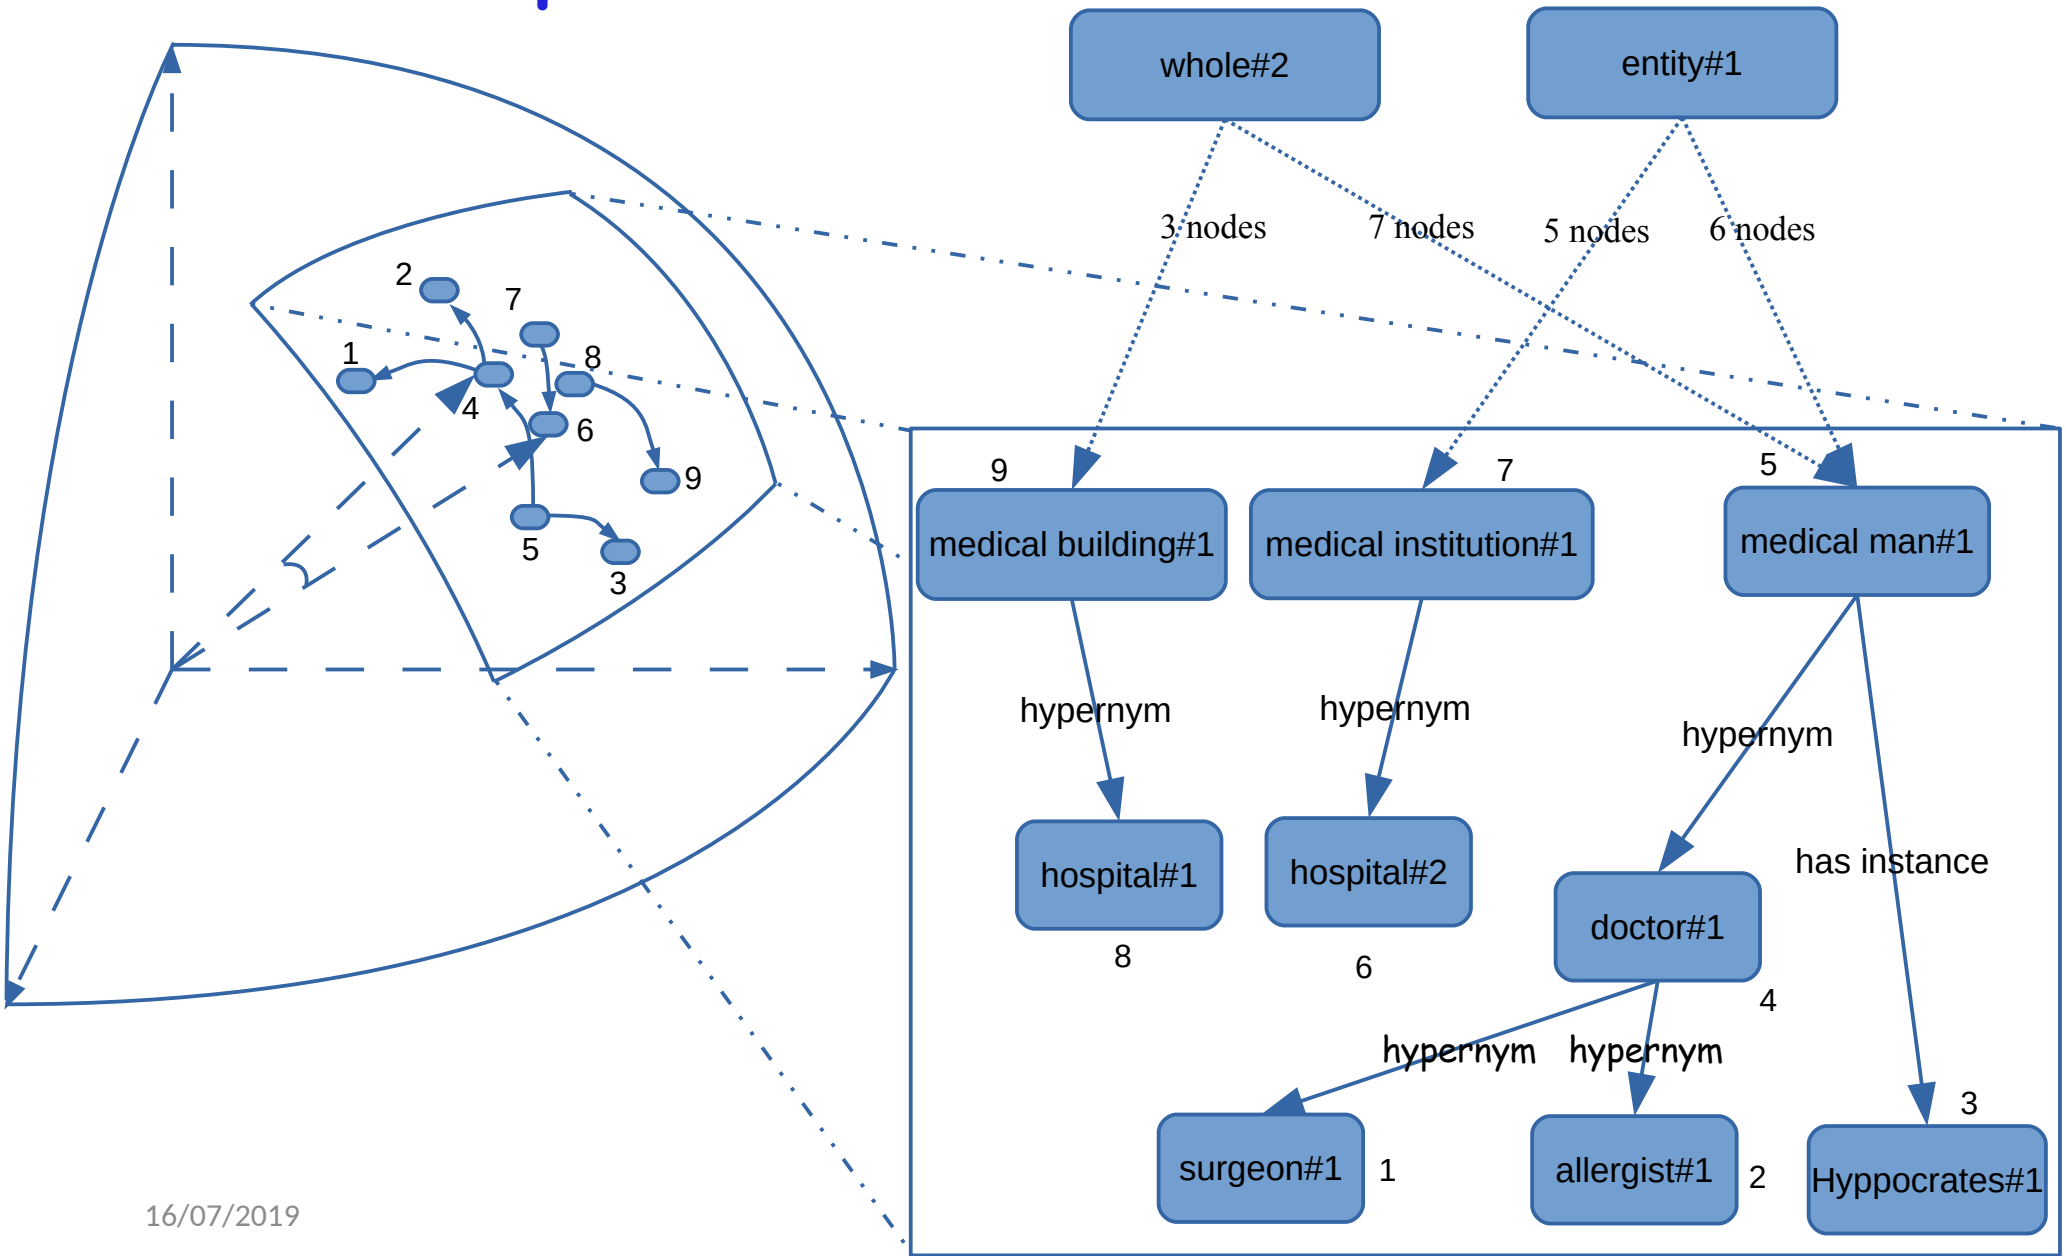 whole#2
entity#1
3 nodes
7 nodes
5 nodes
6 nodes
2
7
1
8
4
6
9
5
3
9
7
5
medical building#1
medical institution#1
medical man#1
hypernym
hypernym
hypernym
has instance
hospital#1
hospital#2
doctor#1
8
6
4
hypernym
hypernym
3
surgeon#1
1
allergist#1
2
Hyppocrates#1
16/07/2019